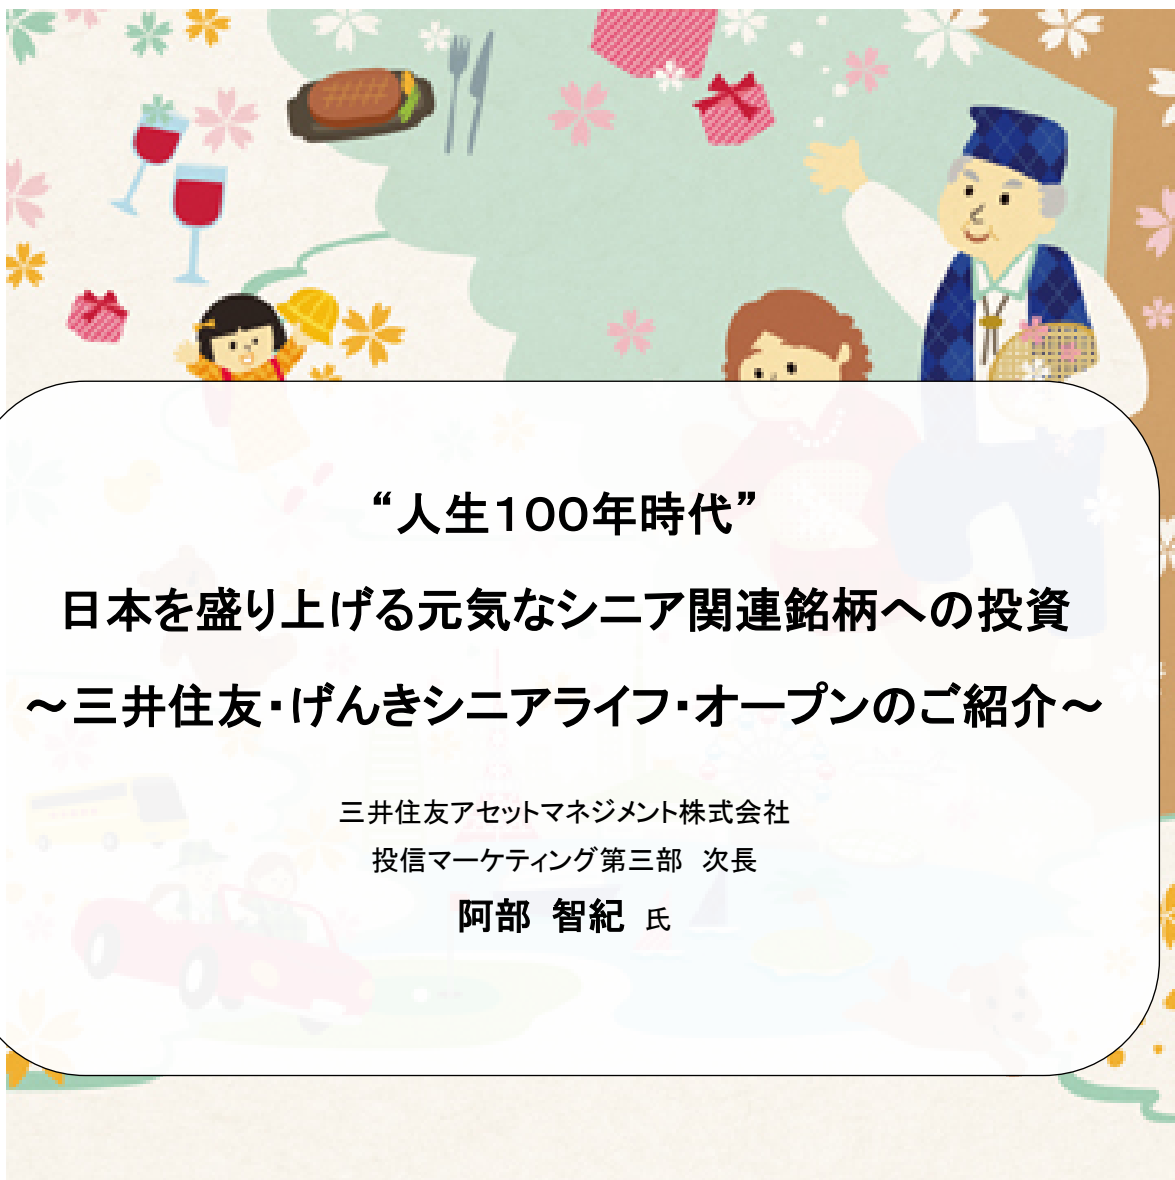 “人生１００年時代”
日本を盛り上げる元気なシニア関連銘柄への投資
～三井住友・げんきシニアライフ・オープンのご紹介～
三井住友アセットマネジメント株式会社
投信マーケティング第三部　次長
阿部 智紀 氏